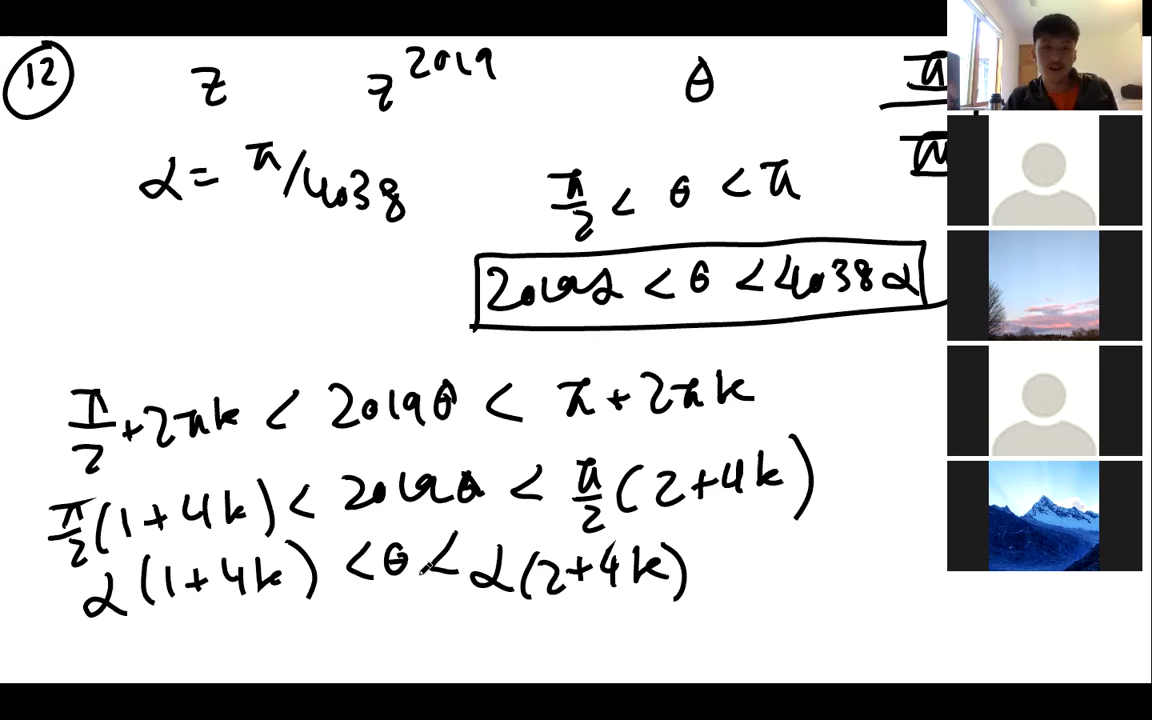 12 z z^2019 θ π
α = π/4038 π/2 < θ < π
2019α < θ < 4038α
π/2 + 2πk < 2019θ < π + 2πk
π/2 (1 + 4k) < 2019θ < π/2 (2 + 4k)
α (1 + 4k) < θ < α (2 + 4k)